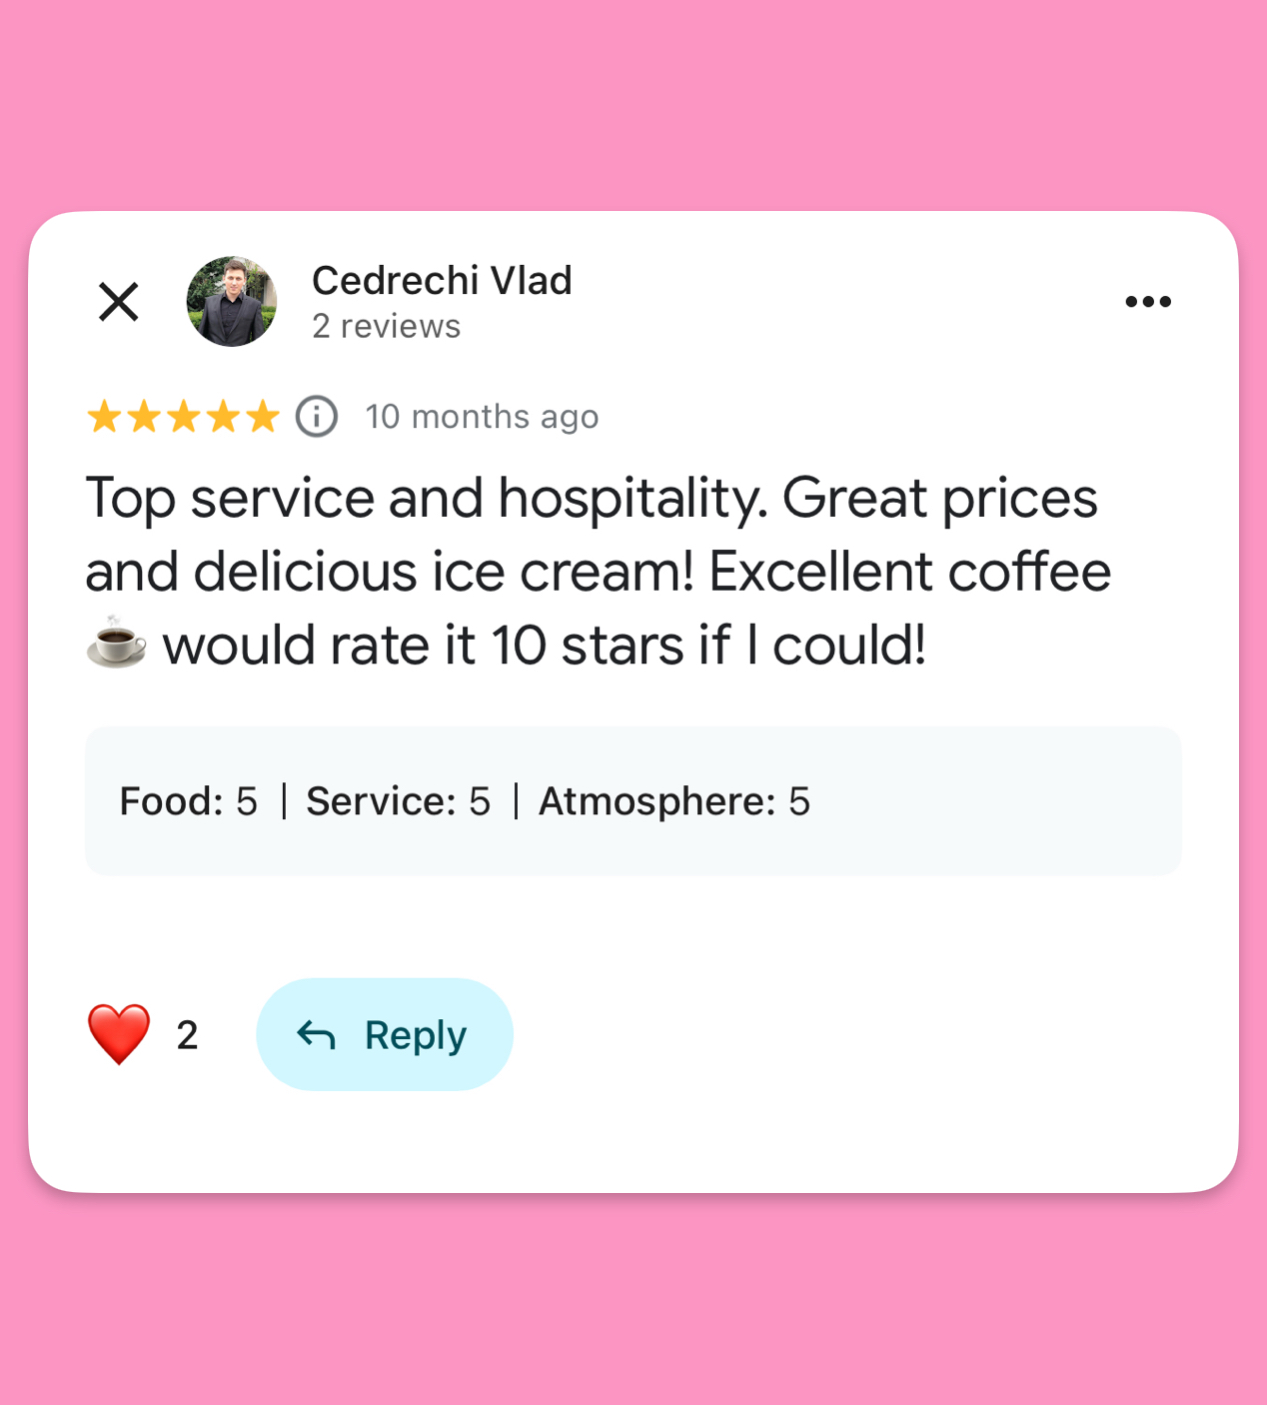 Cedrechi Vlad
2 reviews
10 months ago
Top service and hospitality. Great prices
and delicious ice cream! Excellent coffee
☕ would rate it 10 stars if I could!
Food: 5 | Service: 5 | Atmosphere: 5
2
Reply